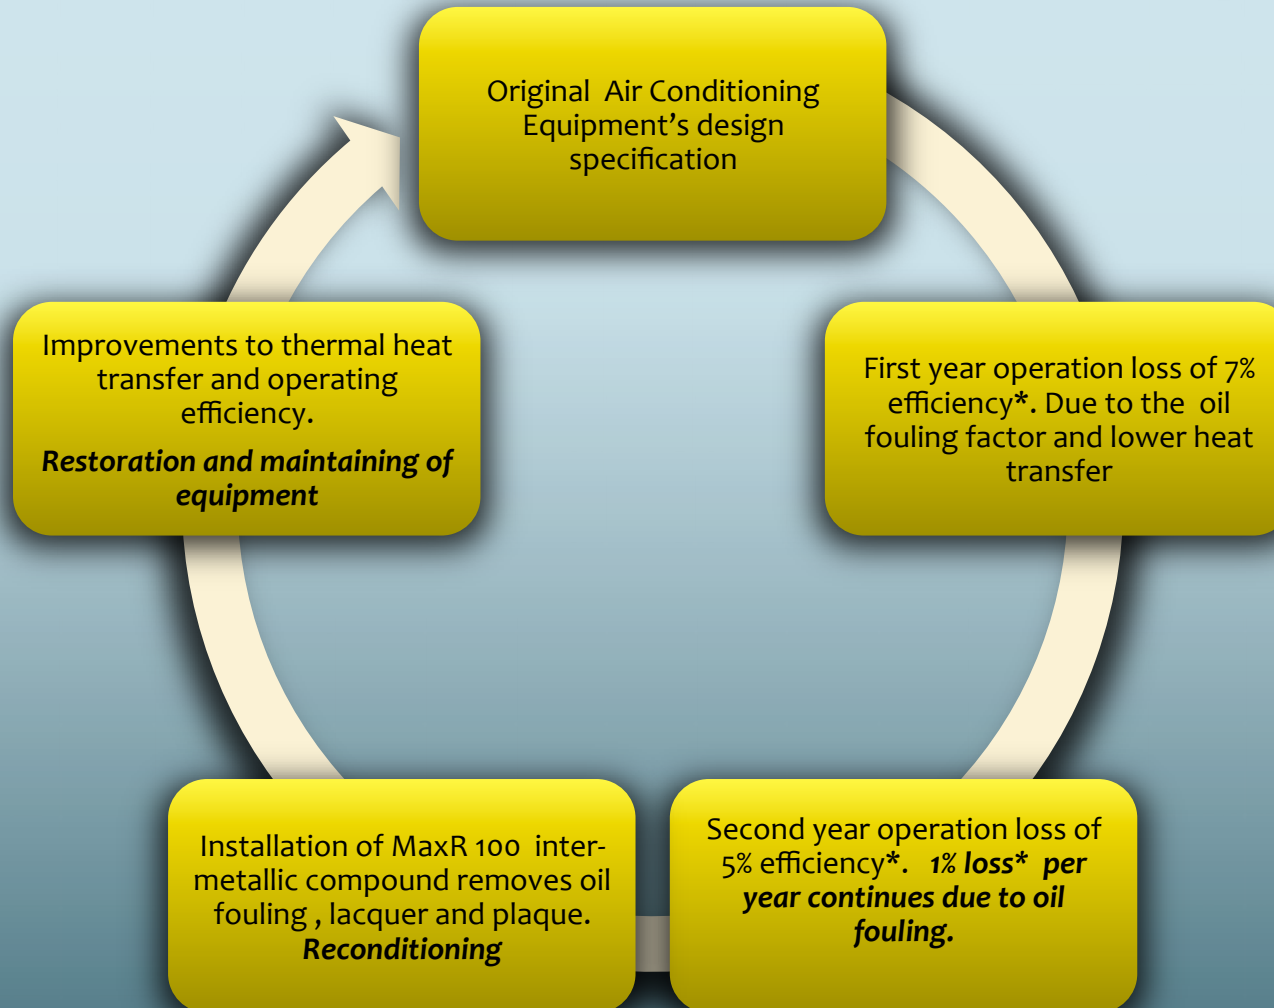 Original  Air Conditioning
Equipment’s design
specification
First year operation loss of 7%
efficiency*. Due to the  oil
fouling factor and lower heat
transfer
Second year operation loss of
5% efficiency*.   1% loss*  per
year continues due to oil
fouling.
Installation of MaxR 100  inter-
metallic compound removes oil
fouling , lacquer and plaque.
Reconditioning
Improvements to thermal heat
transfer and operating
efficiency.
Restoration and maintaining of
equipment